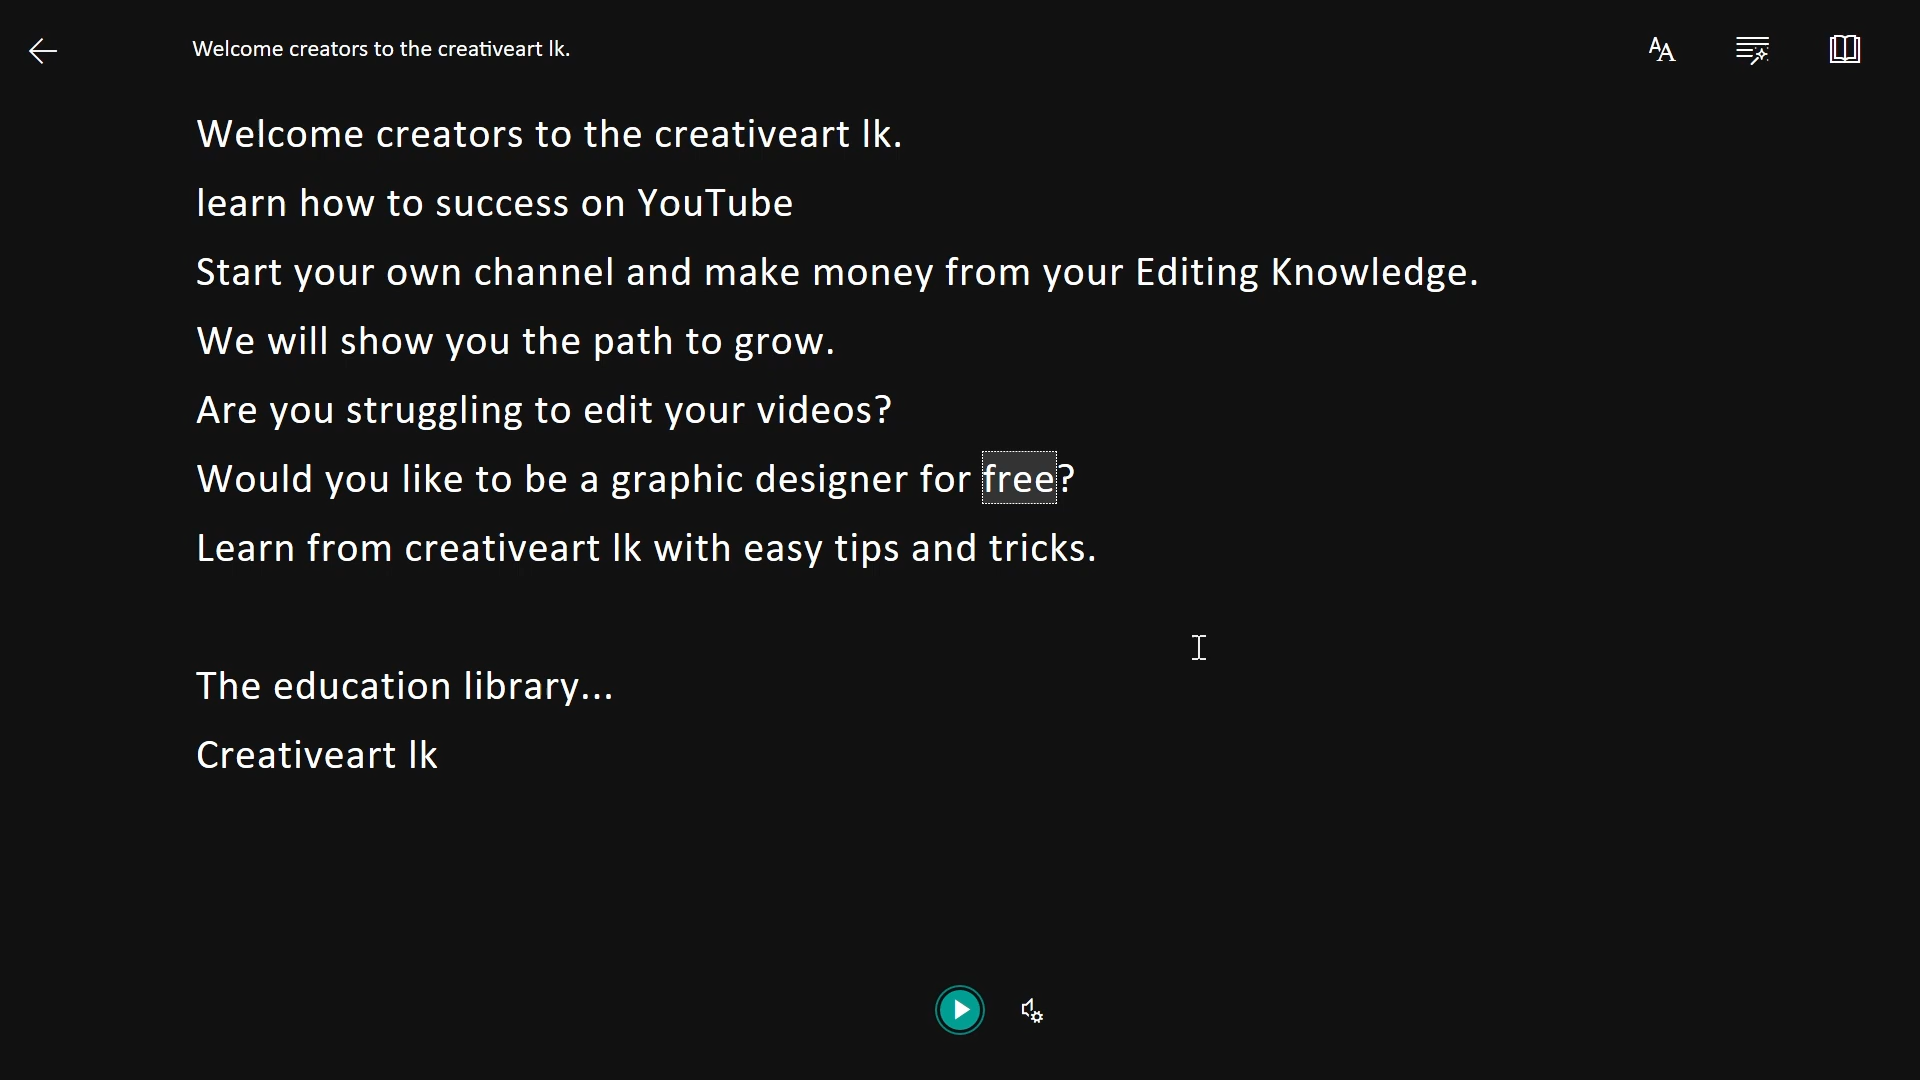 Welcome creators to the creativeart lk.
Welcome creators to the creativeart lk.
learn how to success on YouTube
Start your own channel and make money from your Editing Knowledge.
We will show you the path to grow.
Are you struggling to edit your videos?
Would you like to be a graphic designer for free?
Learn from creativeart lk with easy tips and tricks.
The education library...
Creativeart lk